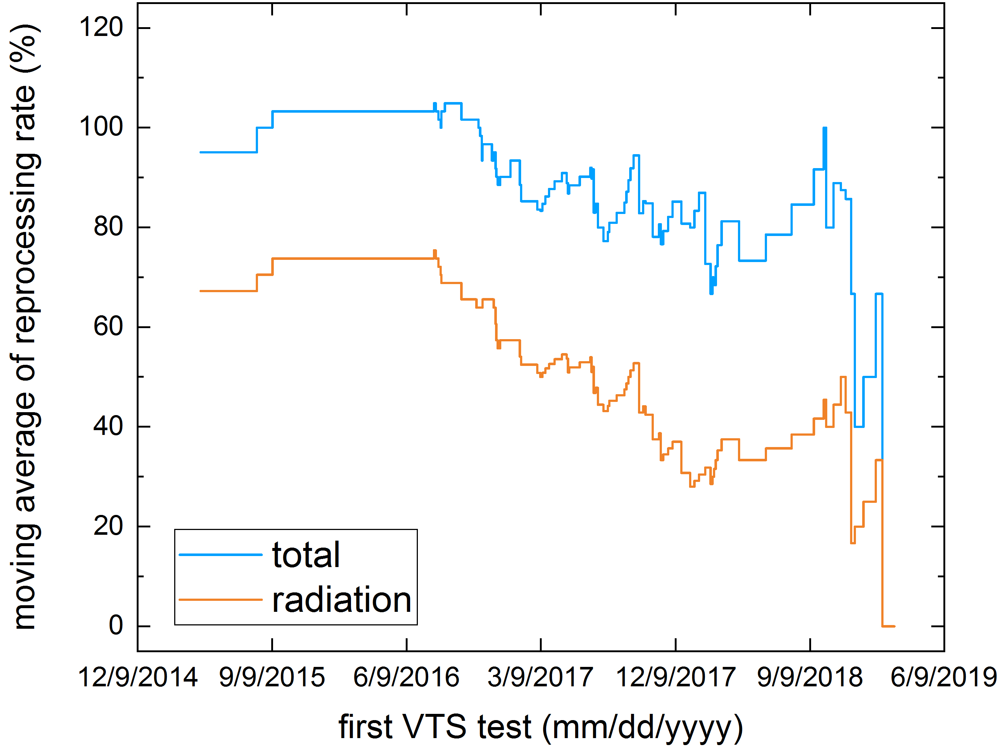 moving average of reprocessing rate (%)
120
100
80
60
40
20
0
total
radiation
12/9/2014 9/9/2015 6/9/2016 3/9/2017 12/9/2017 9/9/2018 6/9/2019
first VTS test (mm/dd/yyyy)